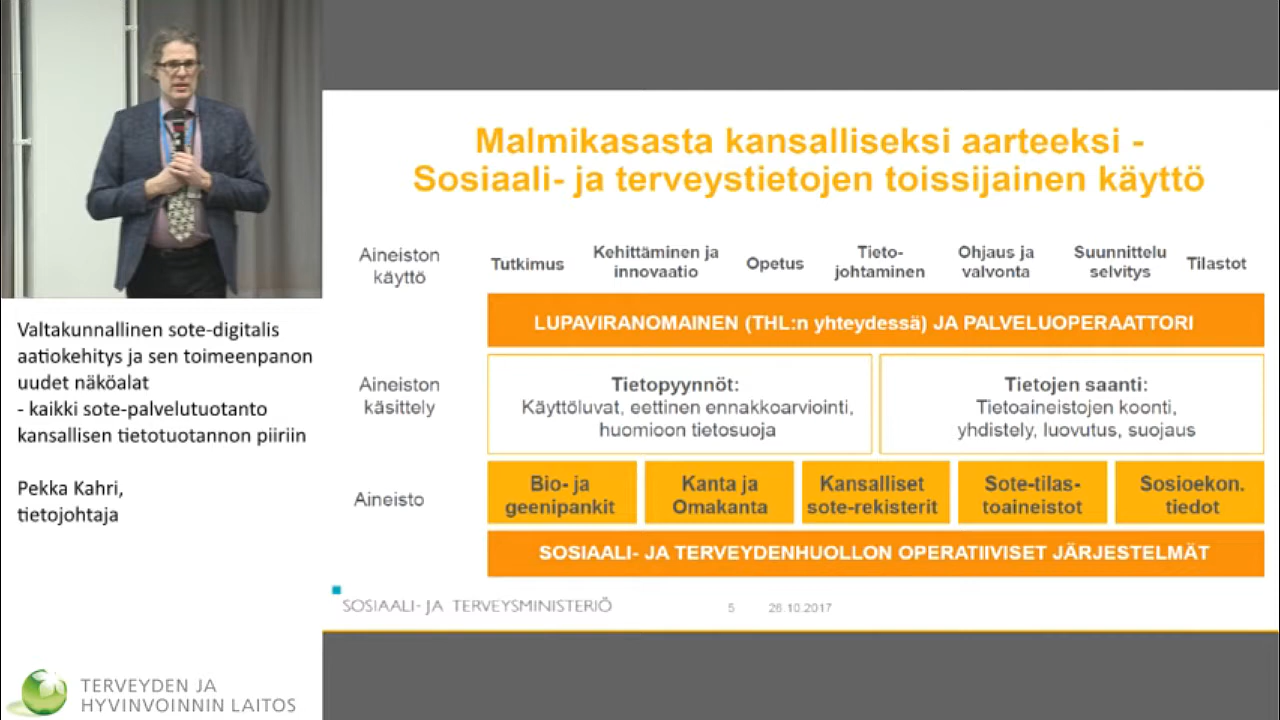 Valtakunnallinen sote-digitalis
aatiokehitys ja sen toimeenpanon
uudet näköalat
- kaikki sote-palvelutuotanto
kansallisen tietotuotannon piiriin
Pekka Kahri,
tietojohtaja
TERVEYDEN JA
HYVINVOINNIN LAITOS
Malmikasasta kansalliseksi aarteeksi -
Sosiaali- ja terveystietojen toissijainen käyttö
Aineiston
käyttö
Tutkimus
Kehittäminen ja
innovaatio
Opetus
Tieto-
johtaminen
Ohjaus ja
valvonta
Suunnittelu
selvitys
Tilastot
LUPAVIRANOMAINEN (THL:n yhteydessä) JA PALVELUOPERAATTORI
Aineiston
käsittely
Tietopyynnöt:
Käyttöluvat, eettinen ennakkoarviointi,
huomioon tietosuoja
Tietojen saanti:
Tietoaineistojen koonti,
yhdistely, luovutus, suojaus
Aineisto
Bio- ja
geenipankit
Kanta ja
Omakanta
Kansalliset
sote-rekisterit
Sote-tilas-
toaineistot
Sosioekon.
tiedot
SOSIAALI- JA TERVEYDENHUOLLON OPERATIIVISET JÄRJESTELMÄT
SOSIAALI- JA TERVEYSMINISTERIÖ
5
26.10.2017